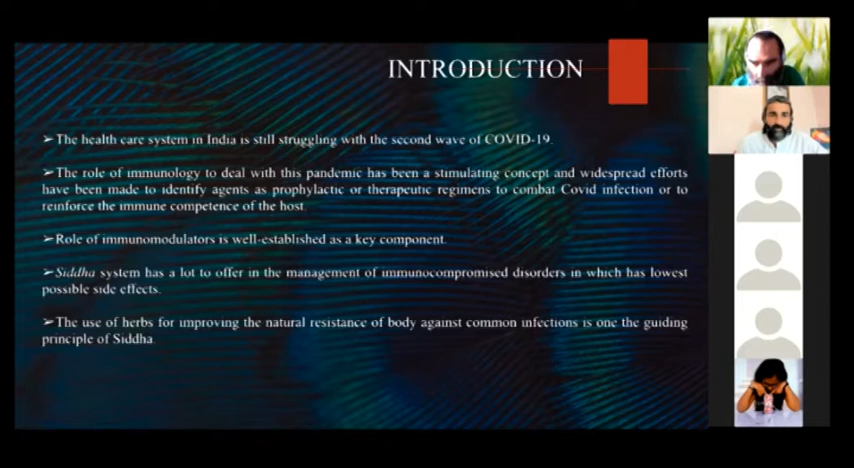 INTRODUCTION
➢The health care system in India is still struggling with the second wave of COVID-19.
➢The role of immunology to deal with this pandemic has been a stimulating concept and widespread efforts
have been made to identify agents as prophylactic or therapeutic regimens to combat Covid infection or to
reinforce the immune competence of the host.
➢Role of immunomodulators is well-established as a key component.
➢Siddha system has a lot to offer in the management of immunocompromised disorders in which has lowest
possible side effects.
➢The use of herbs for improving the natural resistance of body against common infections is one the guiding
principle of Siddha.